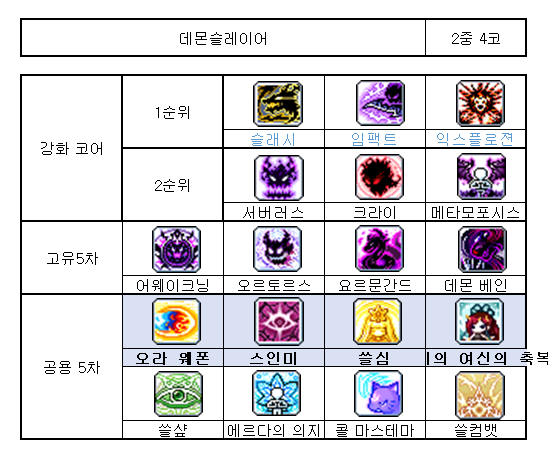 데몬슬레이어 2중 4코
강화 코어
1순위
슬래시 임팩트 익스플로젼
2순위
서버러스 크라이 메타모포시스
고유5차
어웨이크닝 오르토르스 요르문간드 데몬 베인
공용 5차
오라 웨폰 스인미 쓸심 의 여신의 축복
쓸샾 에르다의 의지 콜 마스테마 쓸컴뱃